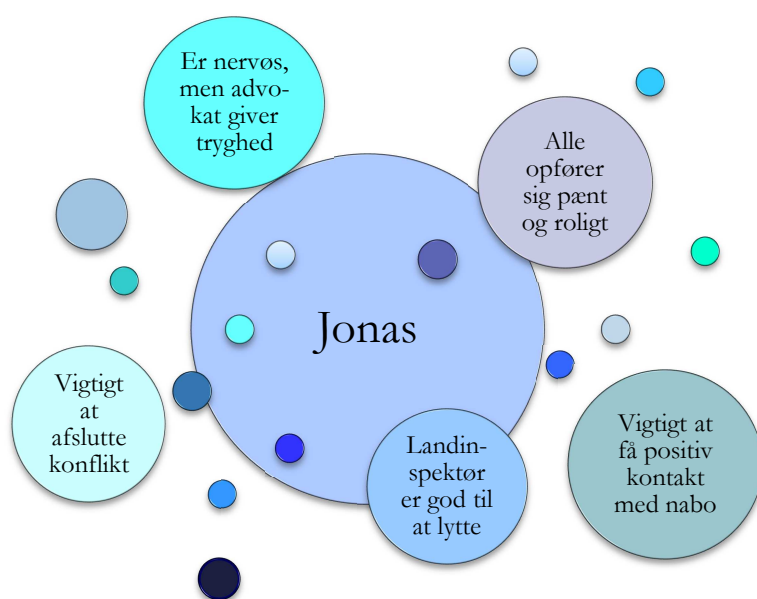 Er nervøs,
men advo-
kat giver
tryghed
Alle
opfører
sig pænt
og roligt
Jonas
Vigtigt
at
afslutte
konflikt
Landin-
spektør
er god til
at lytte
Vigtigt at
få positiv
kontakt
med nabo